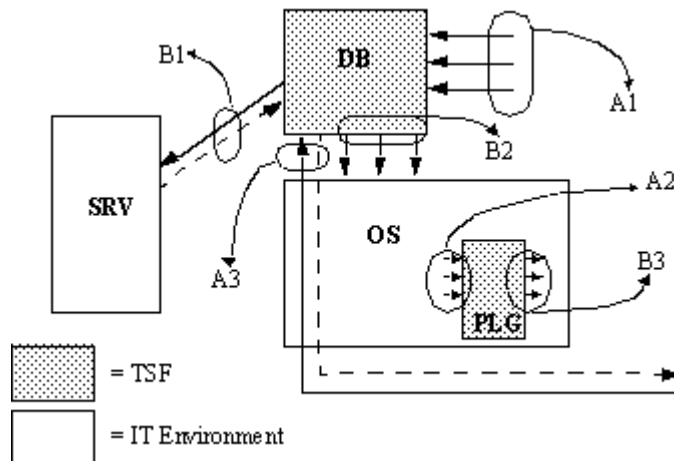 DB
B1
A1
B2
SRV
A2
OS
A3
B3
PLG
= TSF
= IT Environment